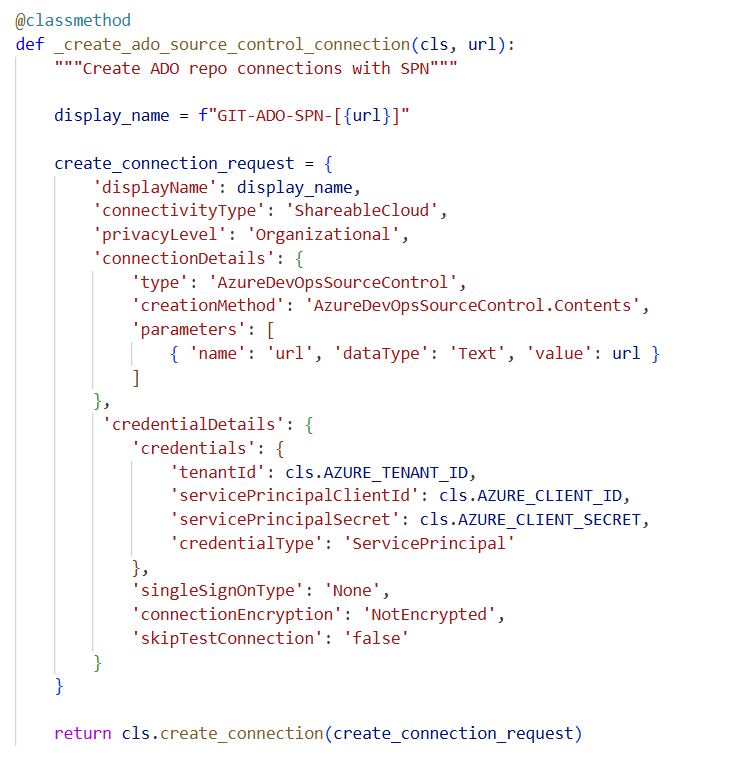 @classmethod
def _create_ado_source_control_connection(cls, url):
    """Create ADO repo connections with SPN"""

    display_name = f"GIT-ADO-SPN-[{url}]"

    create_connection_request = {
        'displayName': display_name,
        'connectivityType': 'ShareableCloud',
        'privacyLevel': 'Organizational',
        'connectionDetails': {
            'type': 'AzureDevOpsSourceControl',
            'creationMethod': 'AzureDevOpsSourceControl.Contents',
            'parameters': [
                { 'name': 'url', 'dataType': 'Text', 'value': url }
            ]
        },
         'credentialDetails': {
            'credentials': {
                'tenantId': cls.AZURE_TENANT_ID,
                'servicePrincipalClientId': cls.AZURE_CLIENT_ID,
                'servicePrincipalSecret': cls.AZURE_CLIENT_SECRET,
                'credentialType': 'ServicePrincipal'
            },
            'singleSignOnType': 'None',
            'connectionEncryption': 'NotEncrypted',
            'skipTestConnection': 'false'
        }
    }

    return cls.create_connection(create_connection_request)